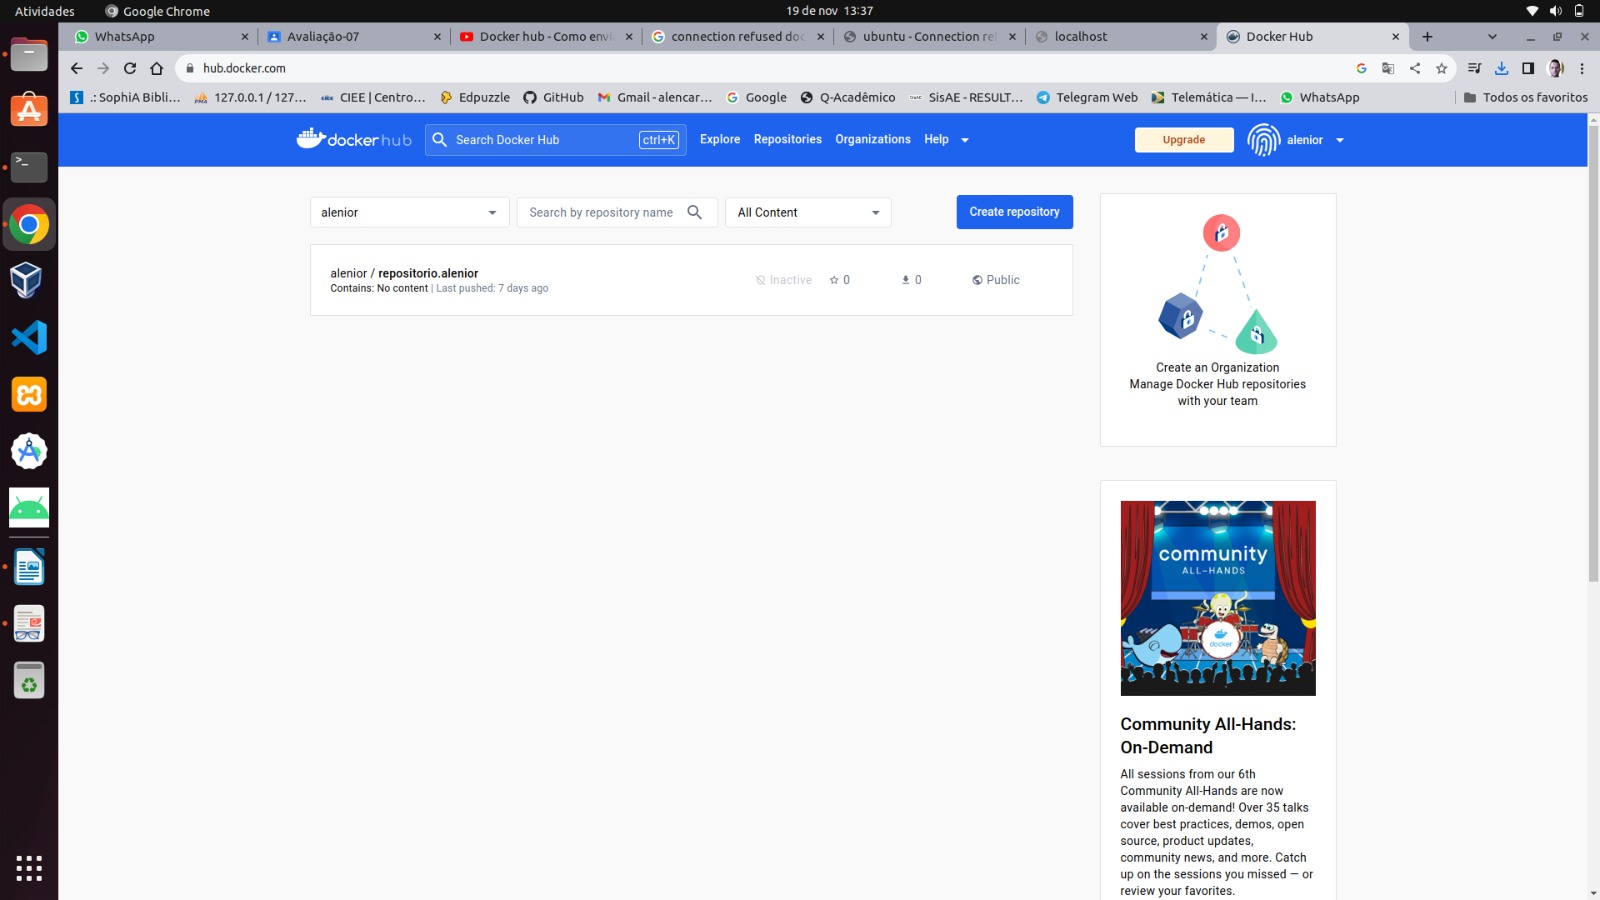 Atividades
Google Chrome
19 de nov 13:37
WhatsApp
Avaliação-07
Docker hub - Como envi
connection refused doc
ubuntu - Connection ref
localhost
Docker Hub
hub.docker.com
.: SophiA Bibli...
127.0.0.1 / 127...
CIEE | Centro...
Edpuzzle
GitHub
Gmail - alencar...
Google
Q-Acadêmico
SisAE - RESULT...
Telegram Web
Telemática — I...
WhatsApp
Todos os favoritos
dockerhub
Search Docker Hub
ctrl+K
Explore
Repositories
Organizations
Help
Upgrade
alenior
alenior
Search by repository name
All Content
Create repository
alenior / repositorio.alenior
Contains: No content | Last pushed: 7 days ago
Inactive
0
0
Public
Create an Organization
Manage Docker Hub repositories
with your team
community
ALL-HANDS
docker
Community All-Hands:
On-Demand
All sessions from our 6th
Community All-Hands are now
available on-demand! Over 35 talks
cover best practices, demos, open
source, product updates,
community news, and more. Catch
up on the sessions you missed — or
review your favorites.